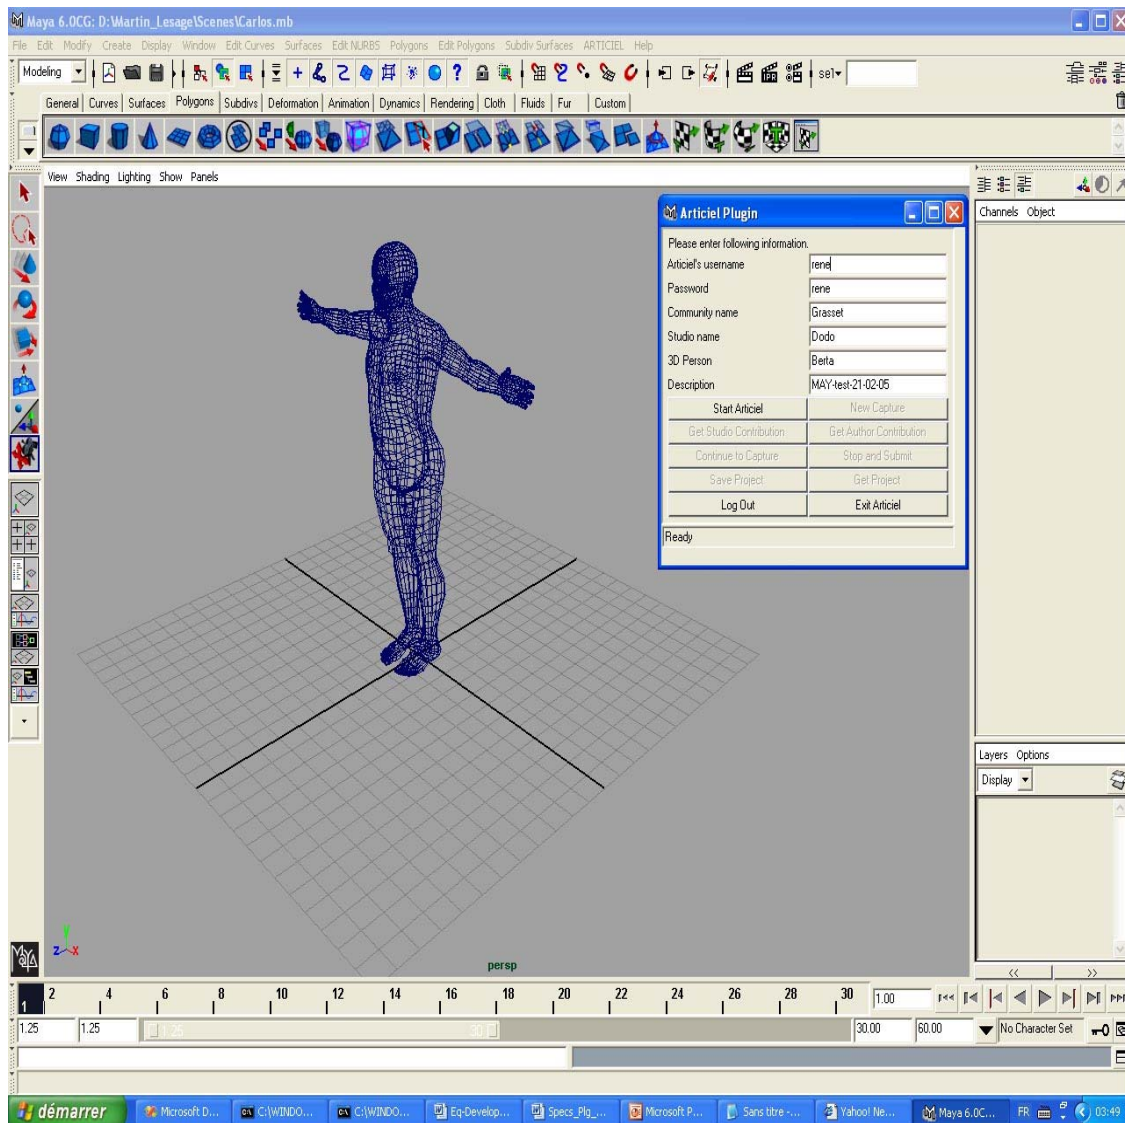 Maya 6.0CG: D:\Martin_Lesage\Scenes\Carlos.mb
File Edit Modify Create Display Window Edit Curves Surfaces Edit NURBS Polygons Edit Polygons Subdiv Surfaces ARTICIEL Help
Modeling sel
General Curves Surfaces Polygons Subdivs Deformation Animation Dynamics Rendering Cloth Fluids Fur Custom
View Shading Lighting Show Panels
Channels Object
Articiel Plugin
Please enter following information.
Articiel's username rene
Password rene
Community name Grasset
Studio name Dodo
3D Person Berta
Description MAY-test-21-02-05
Start Articiel New Capture
Get Studio Contribution Get Author Contribution
Continue to Capture Stop and Submit
Save Project Get Project
Log Out Exit Articiel
Ready
Layers Options
Display
y
z x
MAYA
persp
<< >>
1 2 4 6 8 10 12 14 16 18 20 22 24 26 28 30 1.00
1.25 1.25 1.25 30 30.00 60.00 No Character Set
démarrer Microsoft D... C:\WINDO... C:\WINDO... Eq-Develop... Specs_Plg_... Microsoft P... Sans titre -... Yahoo! Ne... Maya 6.0C... FR 03:49